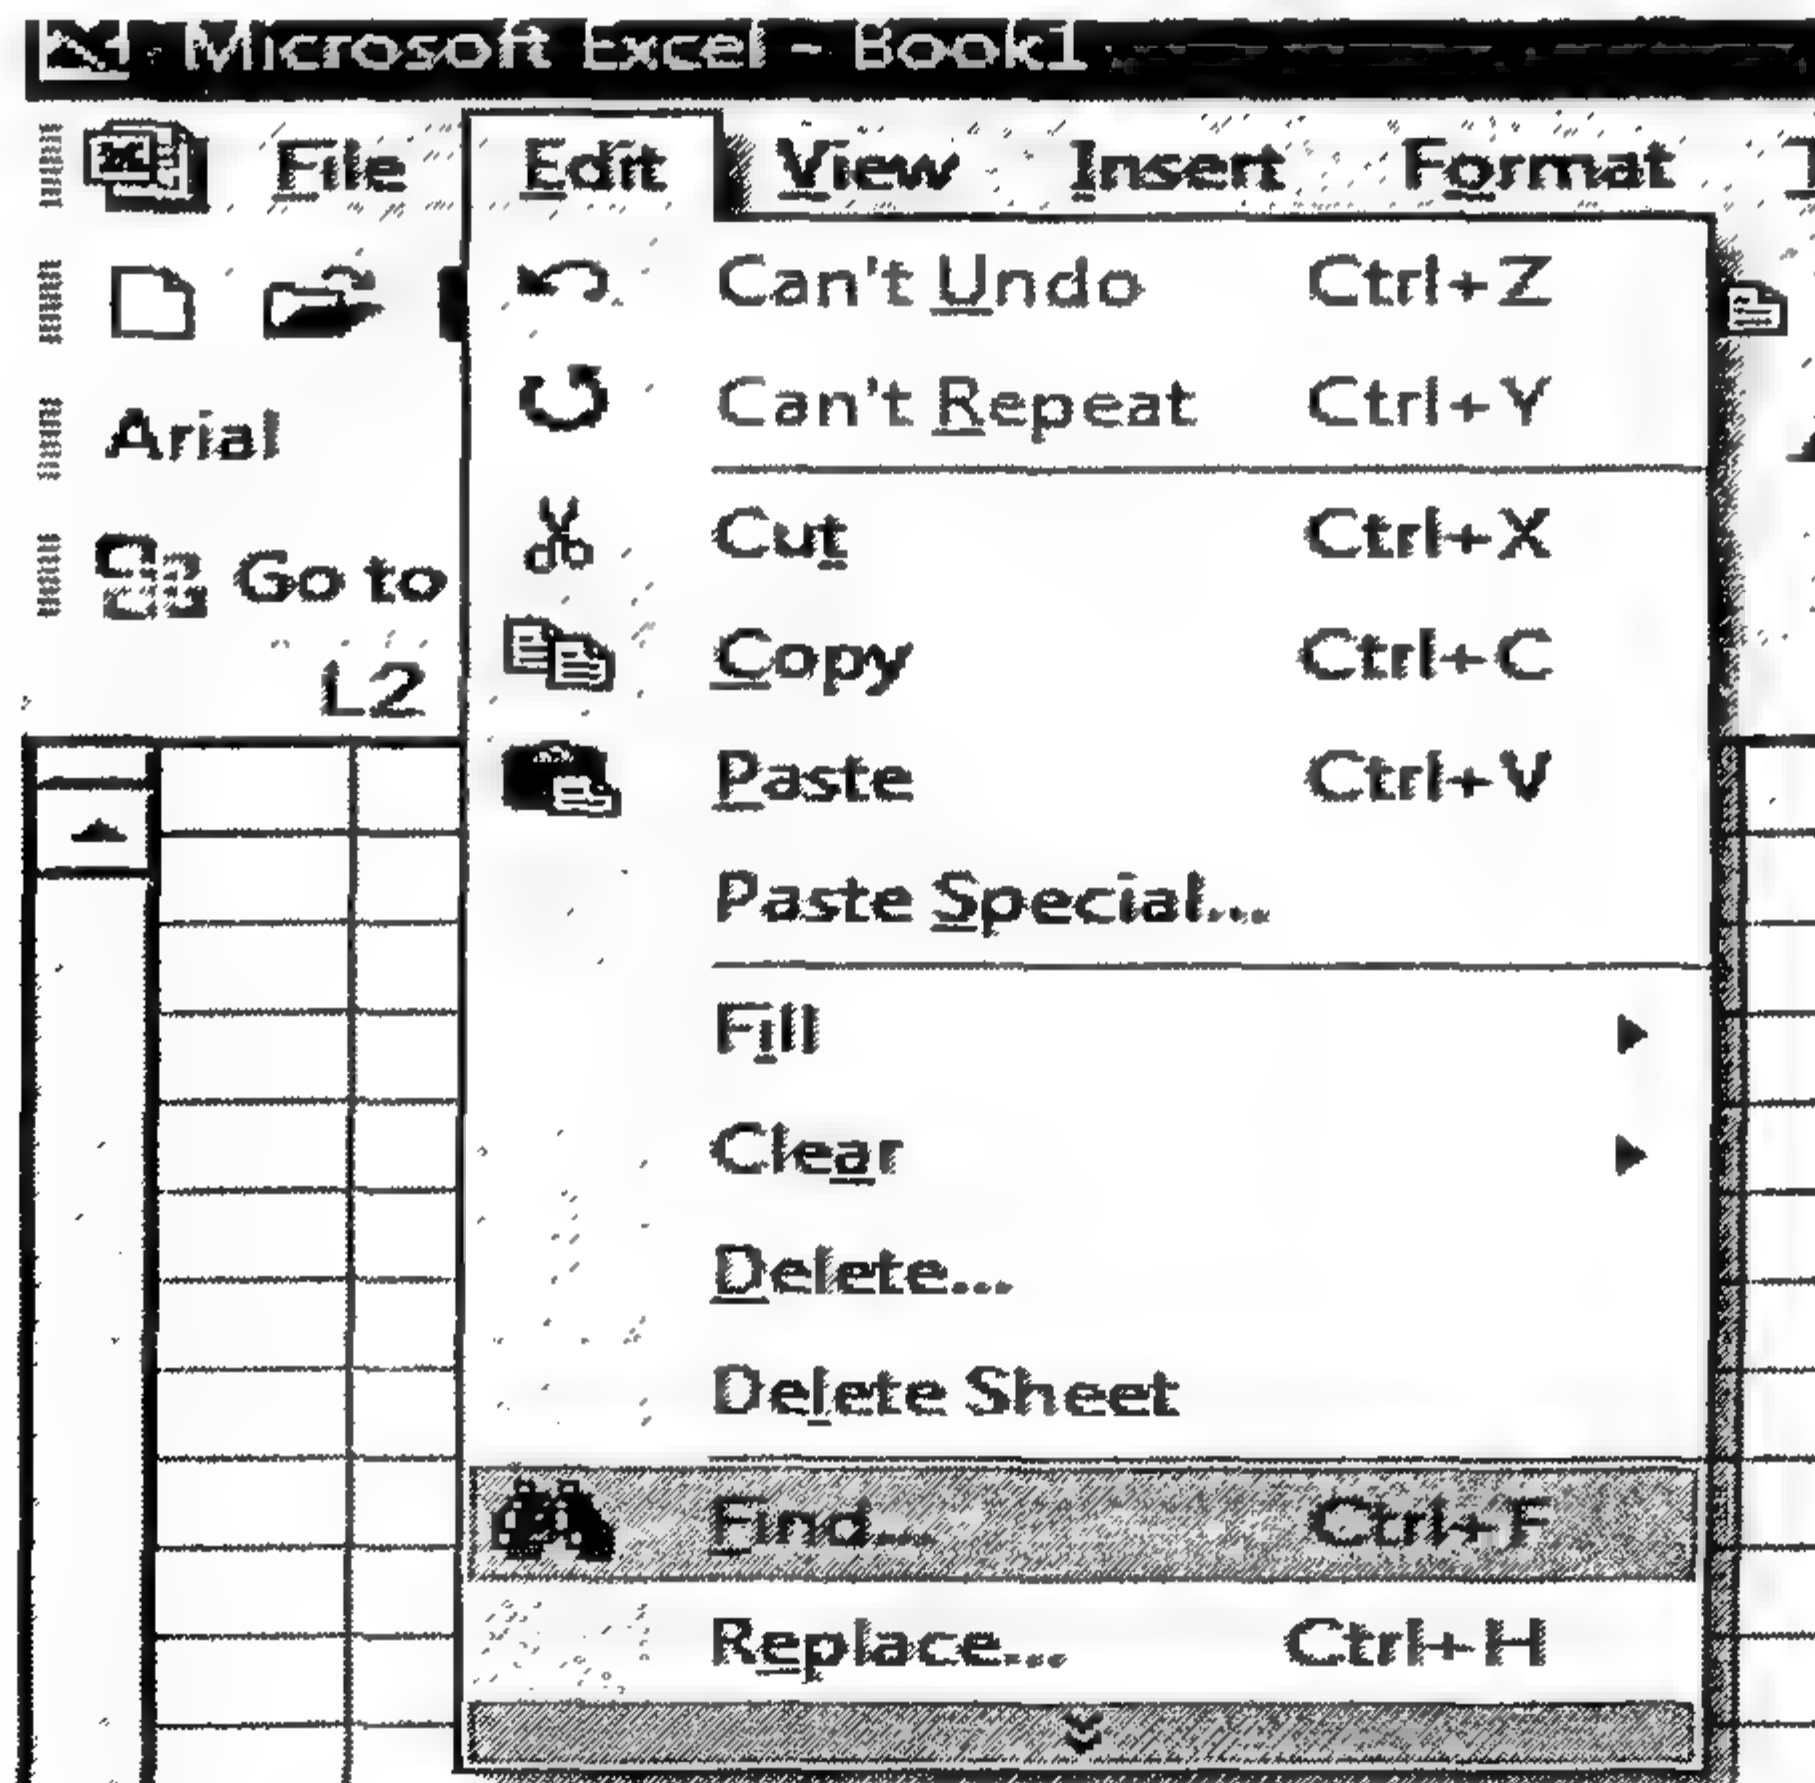 Microsoft Excel - Book1
File Edit View Insert Format
Can't Undo Ctrl+Z
Can't Repeat Ctrl+Y
Arial
Cut Ctrl+X
Go to
Copy Ctrl+C
L2
Paste Ctrl+V
Paste Special...
Fill
Clear
Delete...
Delete Sheet
Find... Ctrl+F
Replace... Ctrl+H